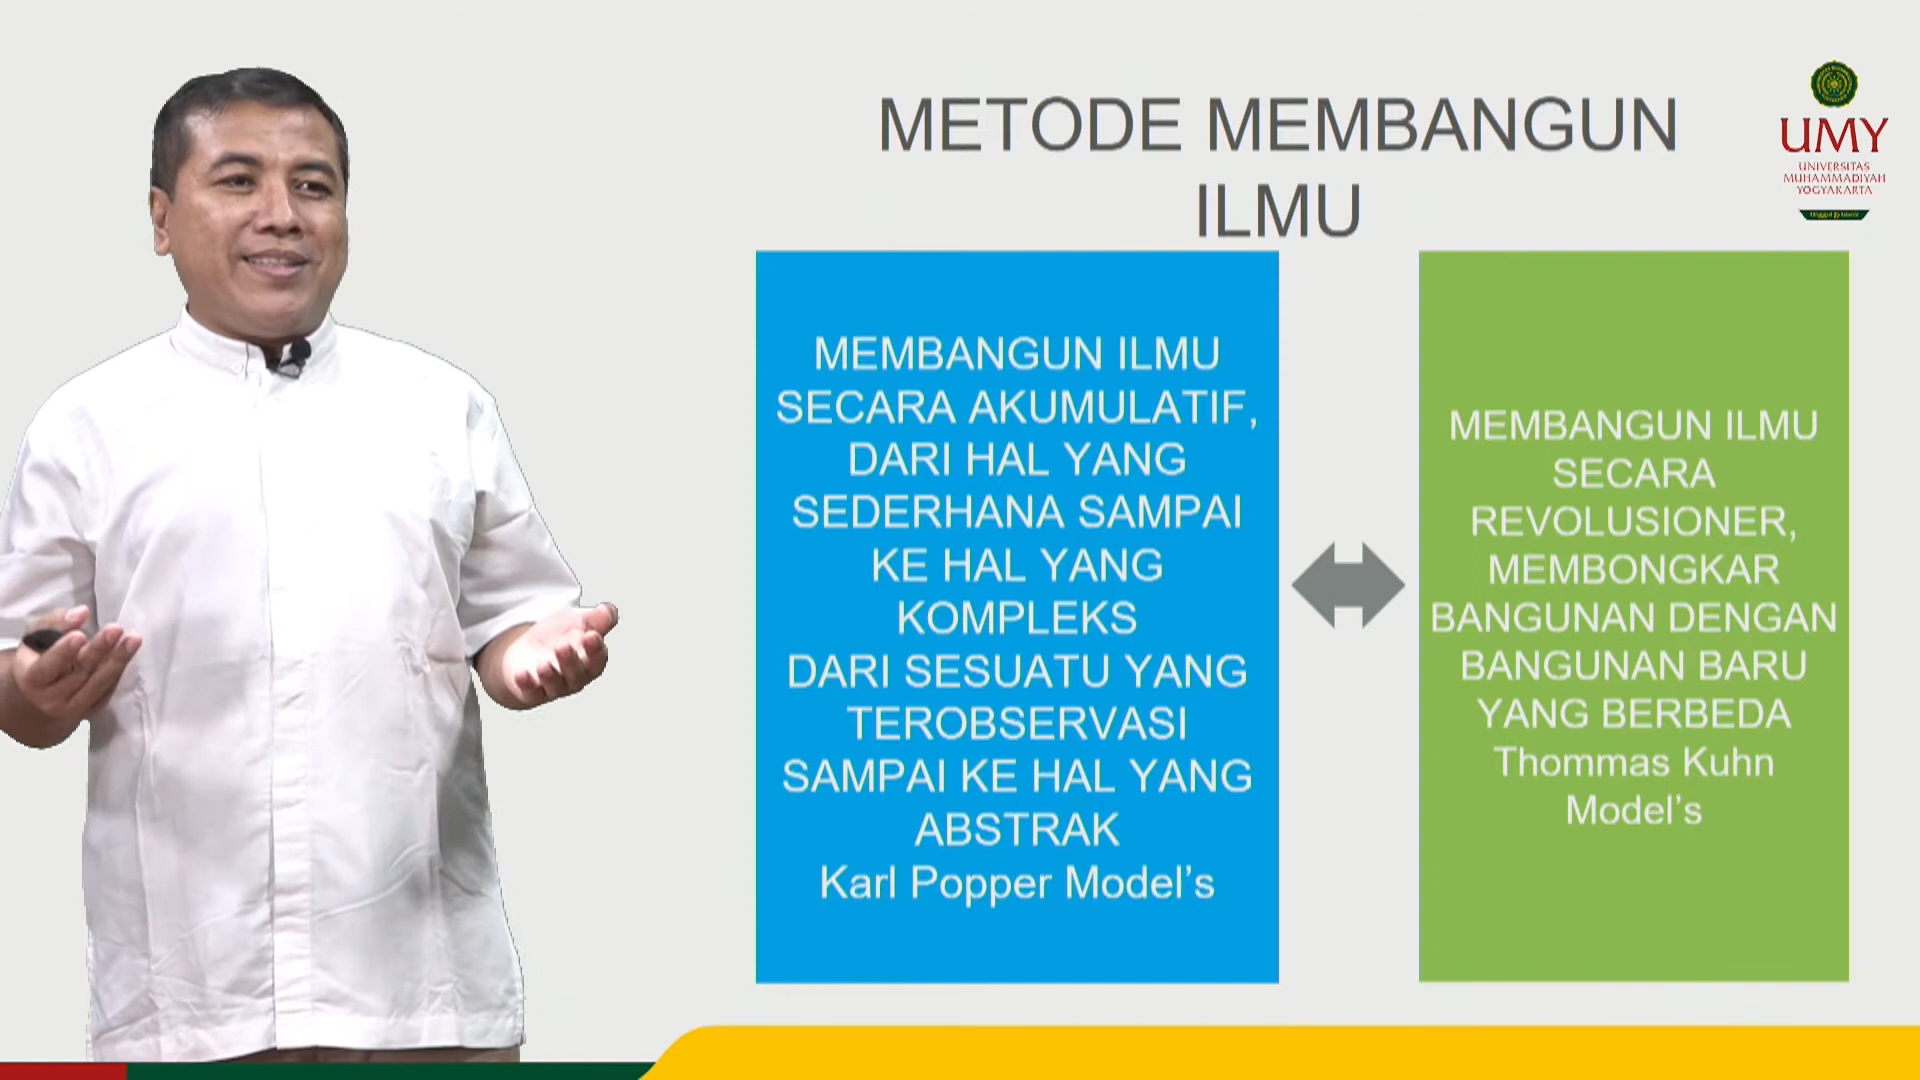 METODE MEMBANGUN
ILMU
UMY
UNIVERSITAS
MUHAMMADIYAH
YOGYAKARTA
Unggul & Islami
MEMBANGUN ILMU
SECARA AKUMULATIF,
DARI HAL YANG
SEDERHANA SAMPAI
KE HAL YANG
KOMPLEKS
DARI SESUATU YANG
TEROBSERVASI
SAMPAI KE HAL YANG
ABSTRAK
Karl Popper Model’s
MEMBANGUN ILMU
SECARA
REVOLUSIONER,
MEMBONGKAR
BANGUNAN DENGAN
BANGUNAN BARU
YANG BERBEDA
Thommas Kuhn
Model’s